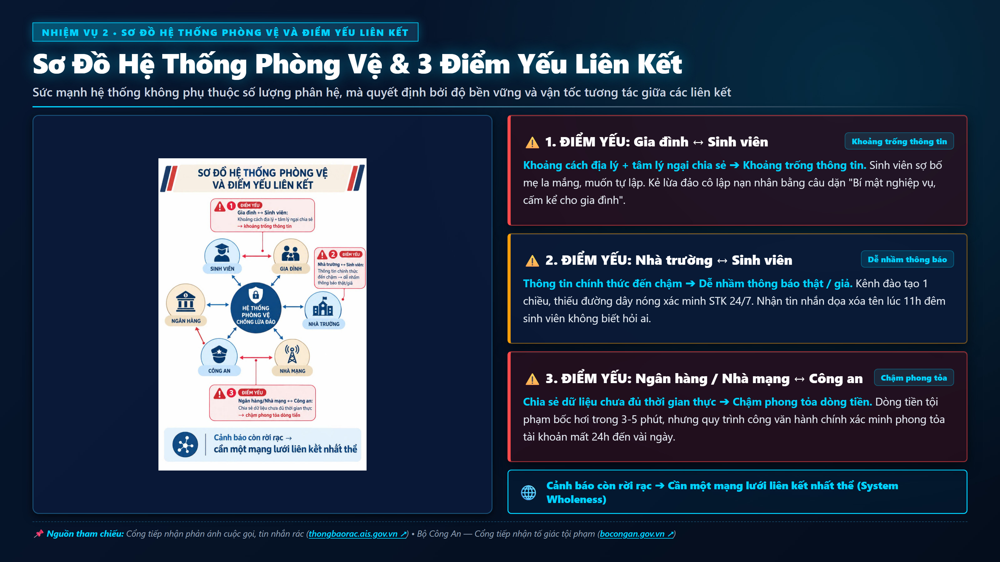 NHIỆM VỤ 2 • SƠ ĐỒ HỆ THỐNG PHÒNG VỆ VÀ ĐIỂM YẾU LIÊN KẾT
Sơ Đồ Hệ Thống Phòng Vệ & 3 Điểm Yếu Liên Kết
Sức mạnh hệ thống không phụ thuộc số lượng phân hệ, mà quyết định bởi độ bền vững và vận tốc tương tác giữa các liên kết
SƠ ĐỒ HỆ THỐNG PHÒNG VỆ
VÀ ĐIỂM YẾU LIÊN KẾT
1 ĐIỂM YẾU
Gia đình ↔ Sinh viên:
Khoảng cách địa lý + tâm lý ngại chia sẻ
→ khoảng trống thông tin
SINH VIÊN
GIA ĐÌNH
2 ĐIỂM YẾU
Nhà trường ↔ Sinh viên:
Thông tin chính thức
đến chậm → dễ nhầm
thông báo thật/giả
NGÂN HÀNG
HỆ THỐNG
PHÒNG VỆ
CHỐNG LỪA ĐẢO
NHÀ TRƯỜNG
CÔNG AN
NHÀ MẠNG
3 ĐIỂM YẾU
Ngân hàng/Nhà mạng ↔ Công an:
Chia sẻ dữ liệu chưa đủ thời gian thực
→ chậm phong tỏa dòng tiền
Cảnh báo còn rời rạc →
cần một mạng lưới liên kết nhất thể
⚠️ 1. ĐIỂM YẾU: Gia đình ↔ Sinh viên
Khoảng trống thông tin
Khoảng cách địa lý + tâm lý ngại chia sẻ ➔ Khoảng trống thông tin. Sinh viên sợ bố
mẹ la mắng, muốn tự lập. Kẻ lừa đảo cô lập nạn nhân bằng câu dặn "Bí mật nghiệp vụ,
cấm kể cho gia đình".
⚠️ 2. ĐIỂM YẾU: Nhà trường ↔ Sinh viên
Dễ nhầm thông báo
Thông tin chính thức đến chậm ➔ Dễ nhầm thông báo thật / giả. Kênh đào tạo 1
chiều, thiếu đường dây nóng xác minh STK 24/7. Nhận tin nhắn dọa xóa tên lúc 11h đêm
sinh viên không biết hỏi ai.
⚠️ 3. ĐIỂM YẾU: Ngân hàng / Nhà mạng ↔ Công an
Chậm phong tỏa
Chia sẻ dữ liệu chưa đủ thời gian thực ➔ Chậm phong tỏa dòng tiền. Dòng tiền tội
phạm bốc hơi trong 3-5 phút, nhưng quy trình công văn hành chính xác minh phong tỏa
tài khoản mất 24h đến vài ngày.
🌐 Cảnh báo còn rời rạc ➔ Cần một mạng lưới liên kết nhất thể (System
Wholeness)
📌 Nguồn tham chiếu: Cổng tiếp nhận phản ánh cuộc gọi, tin nhắn rác (thongbaorac.ais.gov.vn ↗) • Bộ Công An — Cổng tiếp nhận tố giác tội phạm (bocongan.gov.vn ↗)